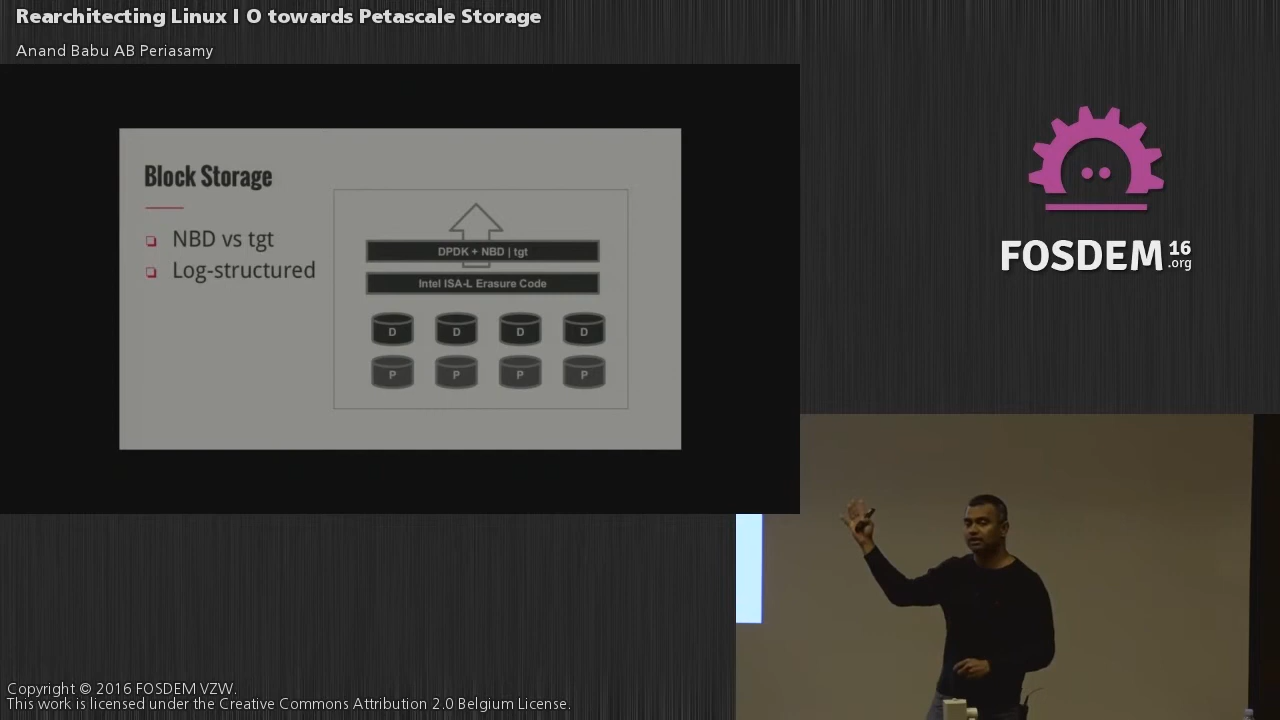 Rearchitecting Linux I O towards Petascale Storage
Anand Babu AB Periasamy
Block Storage
NBD vs tgt
Log-structured
DPDK + NBD | tgt
Intel ISA-L Erasure Code
D D D D
P P P P
FOSDEM 16
.org
Copyright © 2016 FOSDEM VZW.
This work is licensed under the Creative Commons Attribution 2.0 Belgium License.